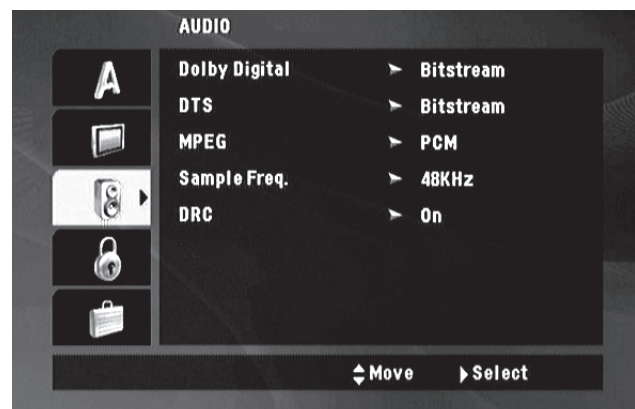 AUDIO
A
Dolby Digital ➤ Bitstream
DTS ➤ Bitstream
MPEG ➤ PCM
Sample Freq. ➤ 48KHz
DRC ➤ On
Move Select